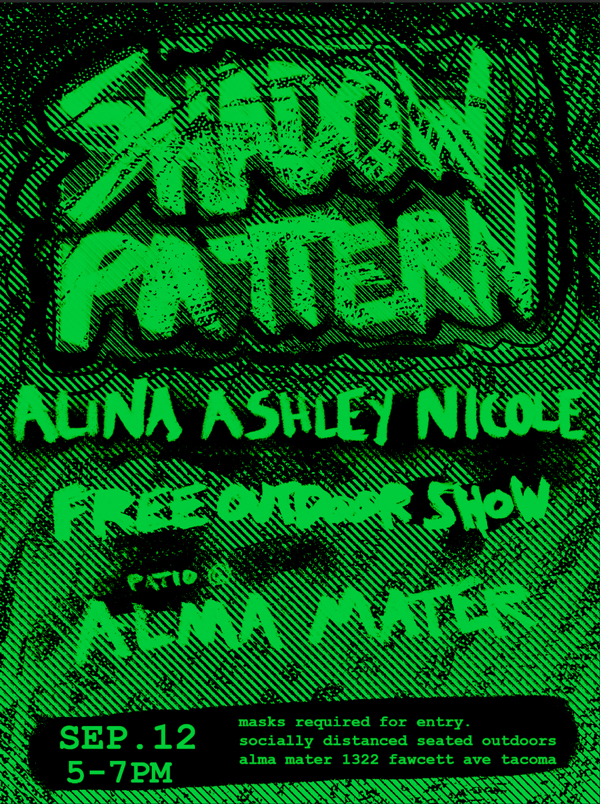 SHADOW
PATTERN
ALINA ASHLEY NICOLE
FREE OUTDOOR SHOW
PATIO @
ALMA MATER
SEP.12
5-7PM
masks required for entry.
socially distanced seated outdoors
alma mater 1322 fawcett ave tacoma